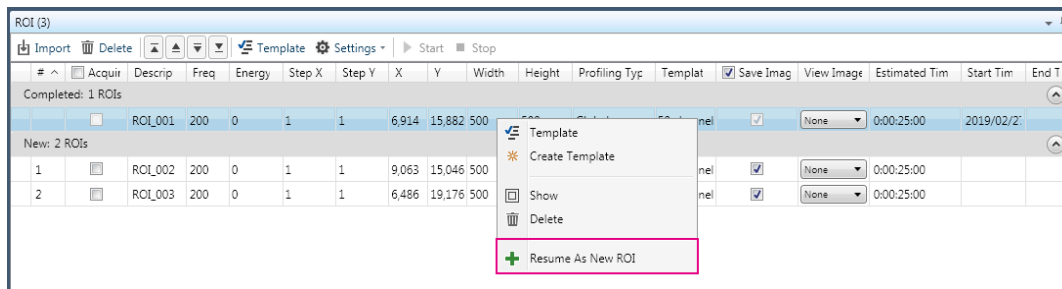 ROI (3)
Import Delete Template Settings Start Stop
# Acquir Descrip Freq Energy Step X Step Y X Y Width Height Profiling Typ Templat Save Imag View Image Estimated Tim Start Tim End T
Completed: 1 ROIs
ROI_001 200 0 1 1 6,914 15,882 500 None 0:00:25:00 2019/02/2
New: 2 ROIs
1 ROI_002 200 0 1 1 9,063 15,046 500 nel None 0:00:25:00
2 ROI_003 200 0 1 1 6,486 19,176 500 nel None 0:00:25:00
Template
Create Template
Show
Delete
Resume As New ROI